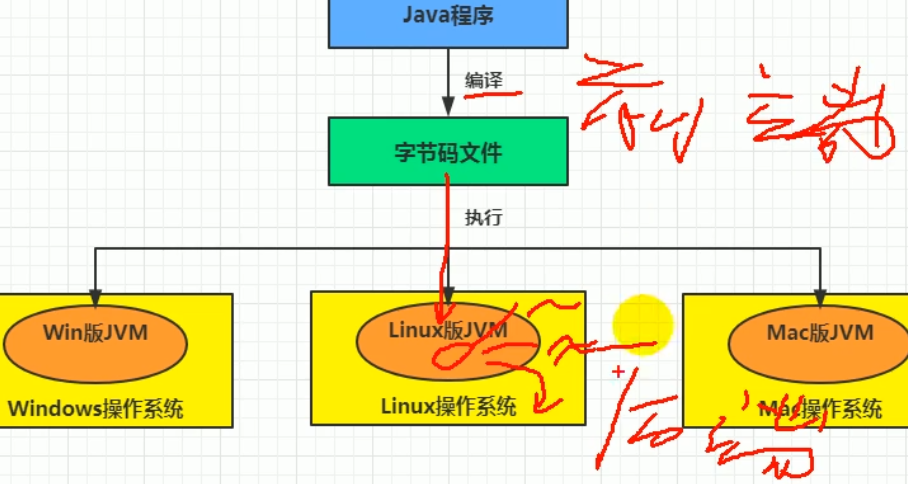 Java程序
编译
前端
字节码文件
执行
Win版JVM
Linux版JVM
Mac版JVM
Windows操作系统
Linux操作系统
Mac操作系统
后端